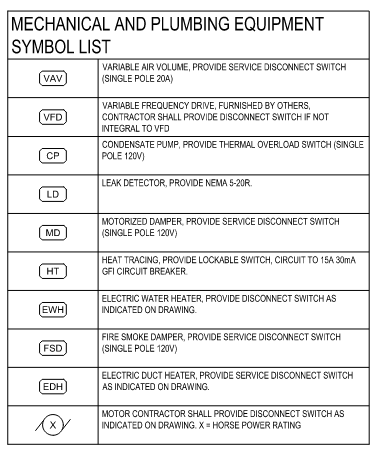 MECHANICAL AND PLUMBING EQUIPMENT
SYMBOL LIST
VAV
VARIABLE AIR VOLUME, PROVIDE SERVICE DISCONNECT SWITCH
(SINGLE POLE 20A)
VFD
VARIABLE FREQUENCY DRIVE, FURNISHED BY OTHERS,
CONTRACTOR SHALL PROVIDE DISCONNECT SWITCH IF NOT
INTEGRAL TO VFD
CP
CONDENSATE PUMP, PROVIDE THERMAL OVERLOAD SWITCH (SINGLE
POLE 120V)
LD
LEAK DETECTOR, PROVIDE NEMA 5-20R.
MD
MOTORIZED DAMPER, PROVIDE SERVICE DISCONNECT SWITCH
(SINGLE POLE 120V)
HT
HEAT TRACING, PROVIDE LOCKABLE SWITCH, CIRCUIT TO 15A 30mA
GFI CIRCUIT BREAKER.
EWH
ELECTRIC WATER HEATER, PROVIDE DISCONNECT SWITCH AS
INDICATED ON DRAWING.
FSD
FIRE SMOKE DAMPER, PROVIDE SERVICE DISCONNECT SWITCH
(SINGLE POLE 120V)
EDH
ELECTRIC DUCT HEATER, PROVIDE SERVICE DISCONNECT SWITCH
AS INDICATED ON DRAWING.
X
MOTOR CONTRACTOR SHALL PROVIDE DISCONNECT SWITCH AS
INDICATED ON DRAWING. X = HORSE POWER RATING